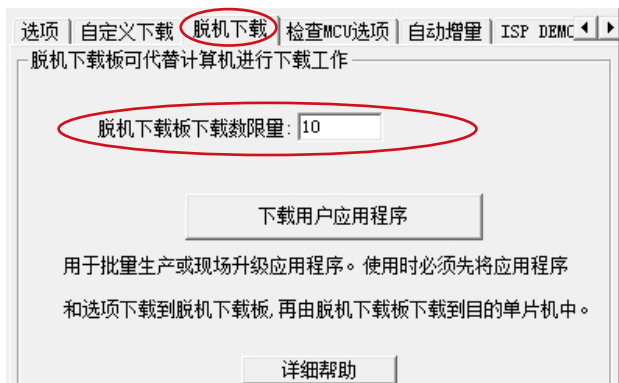 选项 自定义下载 脱机下载 检查MCU选项 自动增量 ISP DEMO
脱机下载板可代替计算机进行下载工作
脱机下载板下载数限量: 10
下载用户应用程序
用于批量生产或现场升级应用程序。使用时必须先将应用程序
和选项下载到脱机下载板,再由脱机下载板下载到目的单片机中。
详细帮助